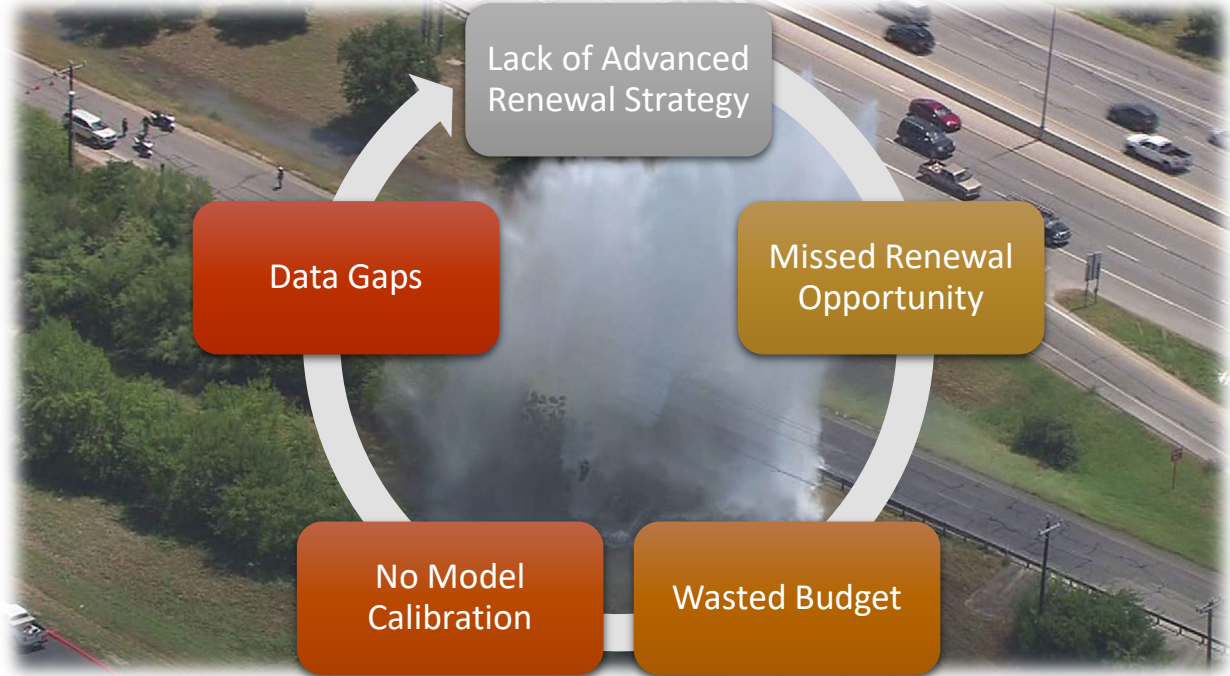 Lack of Advanced
Renewal Strategy
Missed Renewal
Opportunity
Wasted Budget
No Model
Calibration
Data Gaps